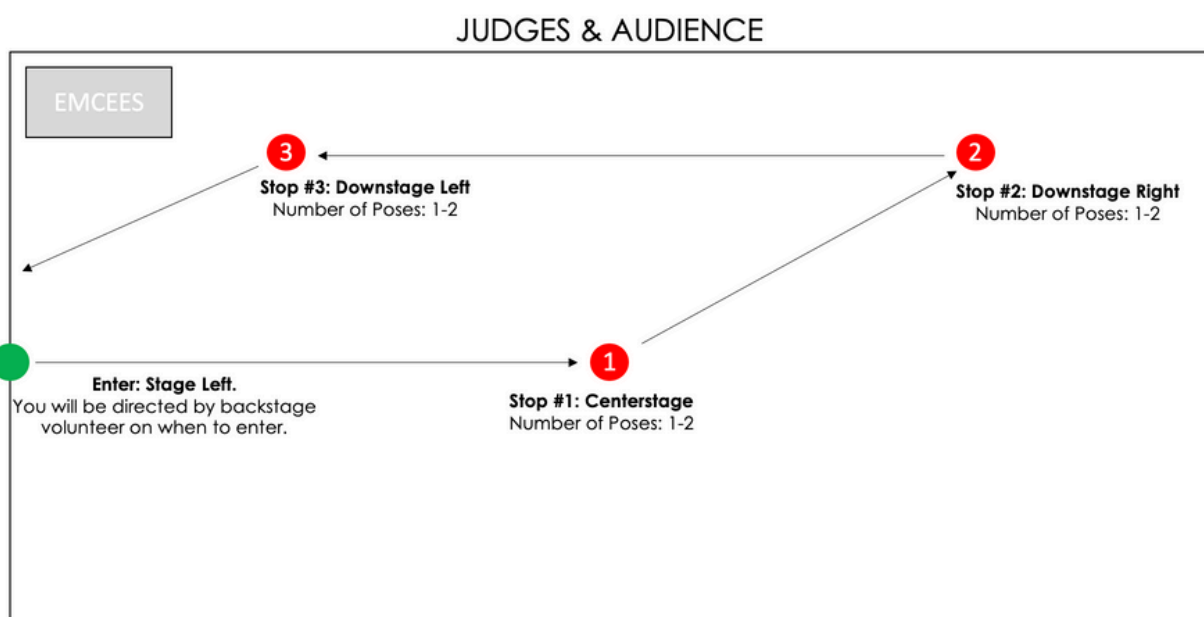 JUDGES & AUDIENCE
EMCEES
3
Stop #3: Downstage Left
Number of Poses: 1-2
2
Stop #2: Downstage Right
Number of Poses: 1-2
Enter: Stage Left.
You will be directed by backstage
volunteer on when to enter.
1
Stop #1: Centerstage
Number of Poses: 1-2